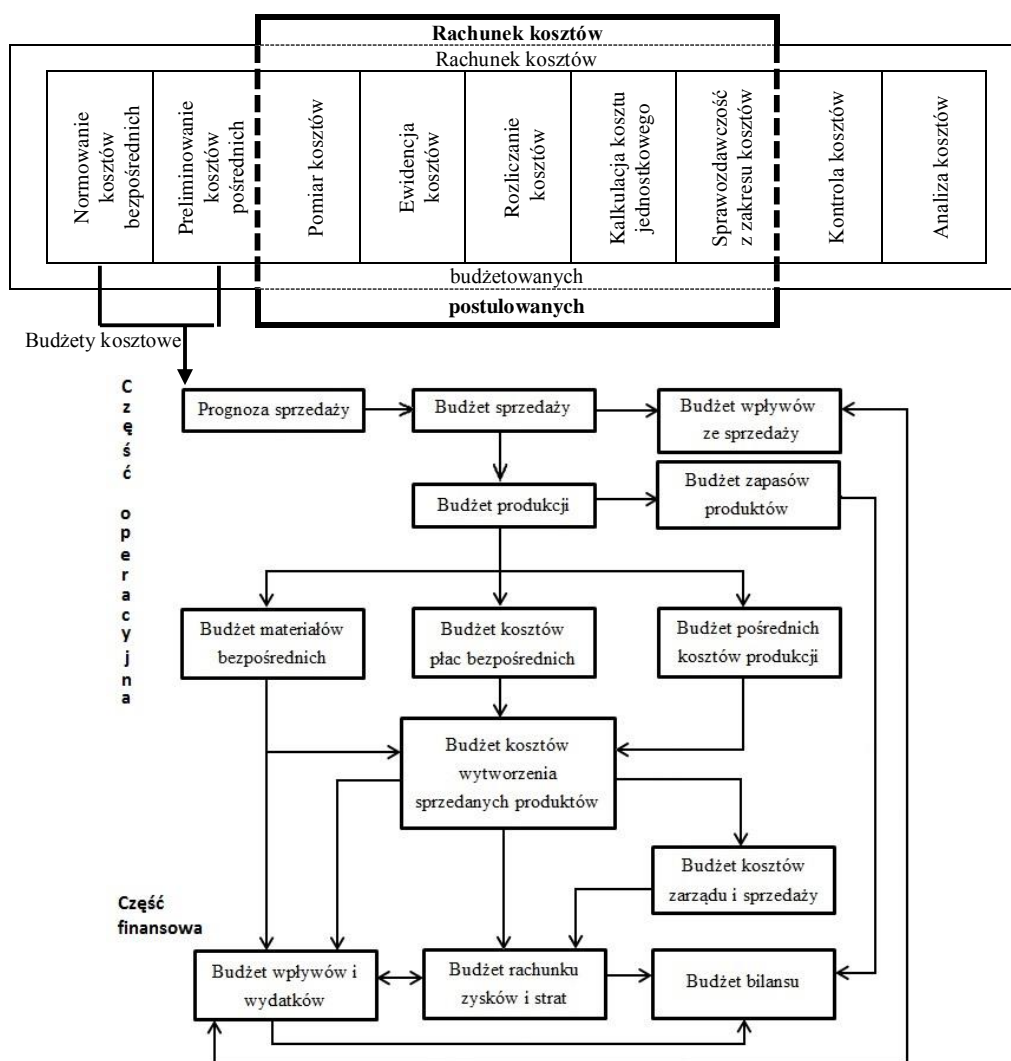 Rachunek kosztów
Rachunek kosztów
Normowanie
kosztów
bezpośrednich
Preliminowanie
kosztów
pośrednich
Pomiar kosztów
Ewidencja
kosztów
Rozliczanie
kosztów
Kalkulacja kosztu
jednostkowego
Sprawozdawczość
z zakresu kosztów
Kontrola kosztów
Analiza kosztów
budżetowanych
postulowanych
Budżety kosztowe
Część operacyjna
Prognoza sprzedaży
Budżet sprzedaży
Budżet wpływów
ze sprzedaży
Budżet produkcji
Budżet zapasów
produktów
Budżet materiałów
bezpośrednich
Budżet kosztów
płac bezpośrednich
Budżet pośrednich
kosztów produkcji
Budżet kosztów
wytworzenia
sprzedanych produktów
Budżet kosztów
zarządu i sprzedaży
Część
finansowa
Budżet wpływów i
wydatków
Budżet rachunku
zysków i strat
Budżet bilansu